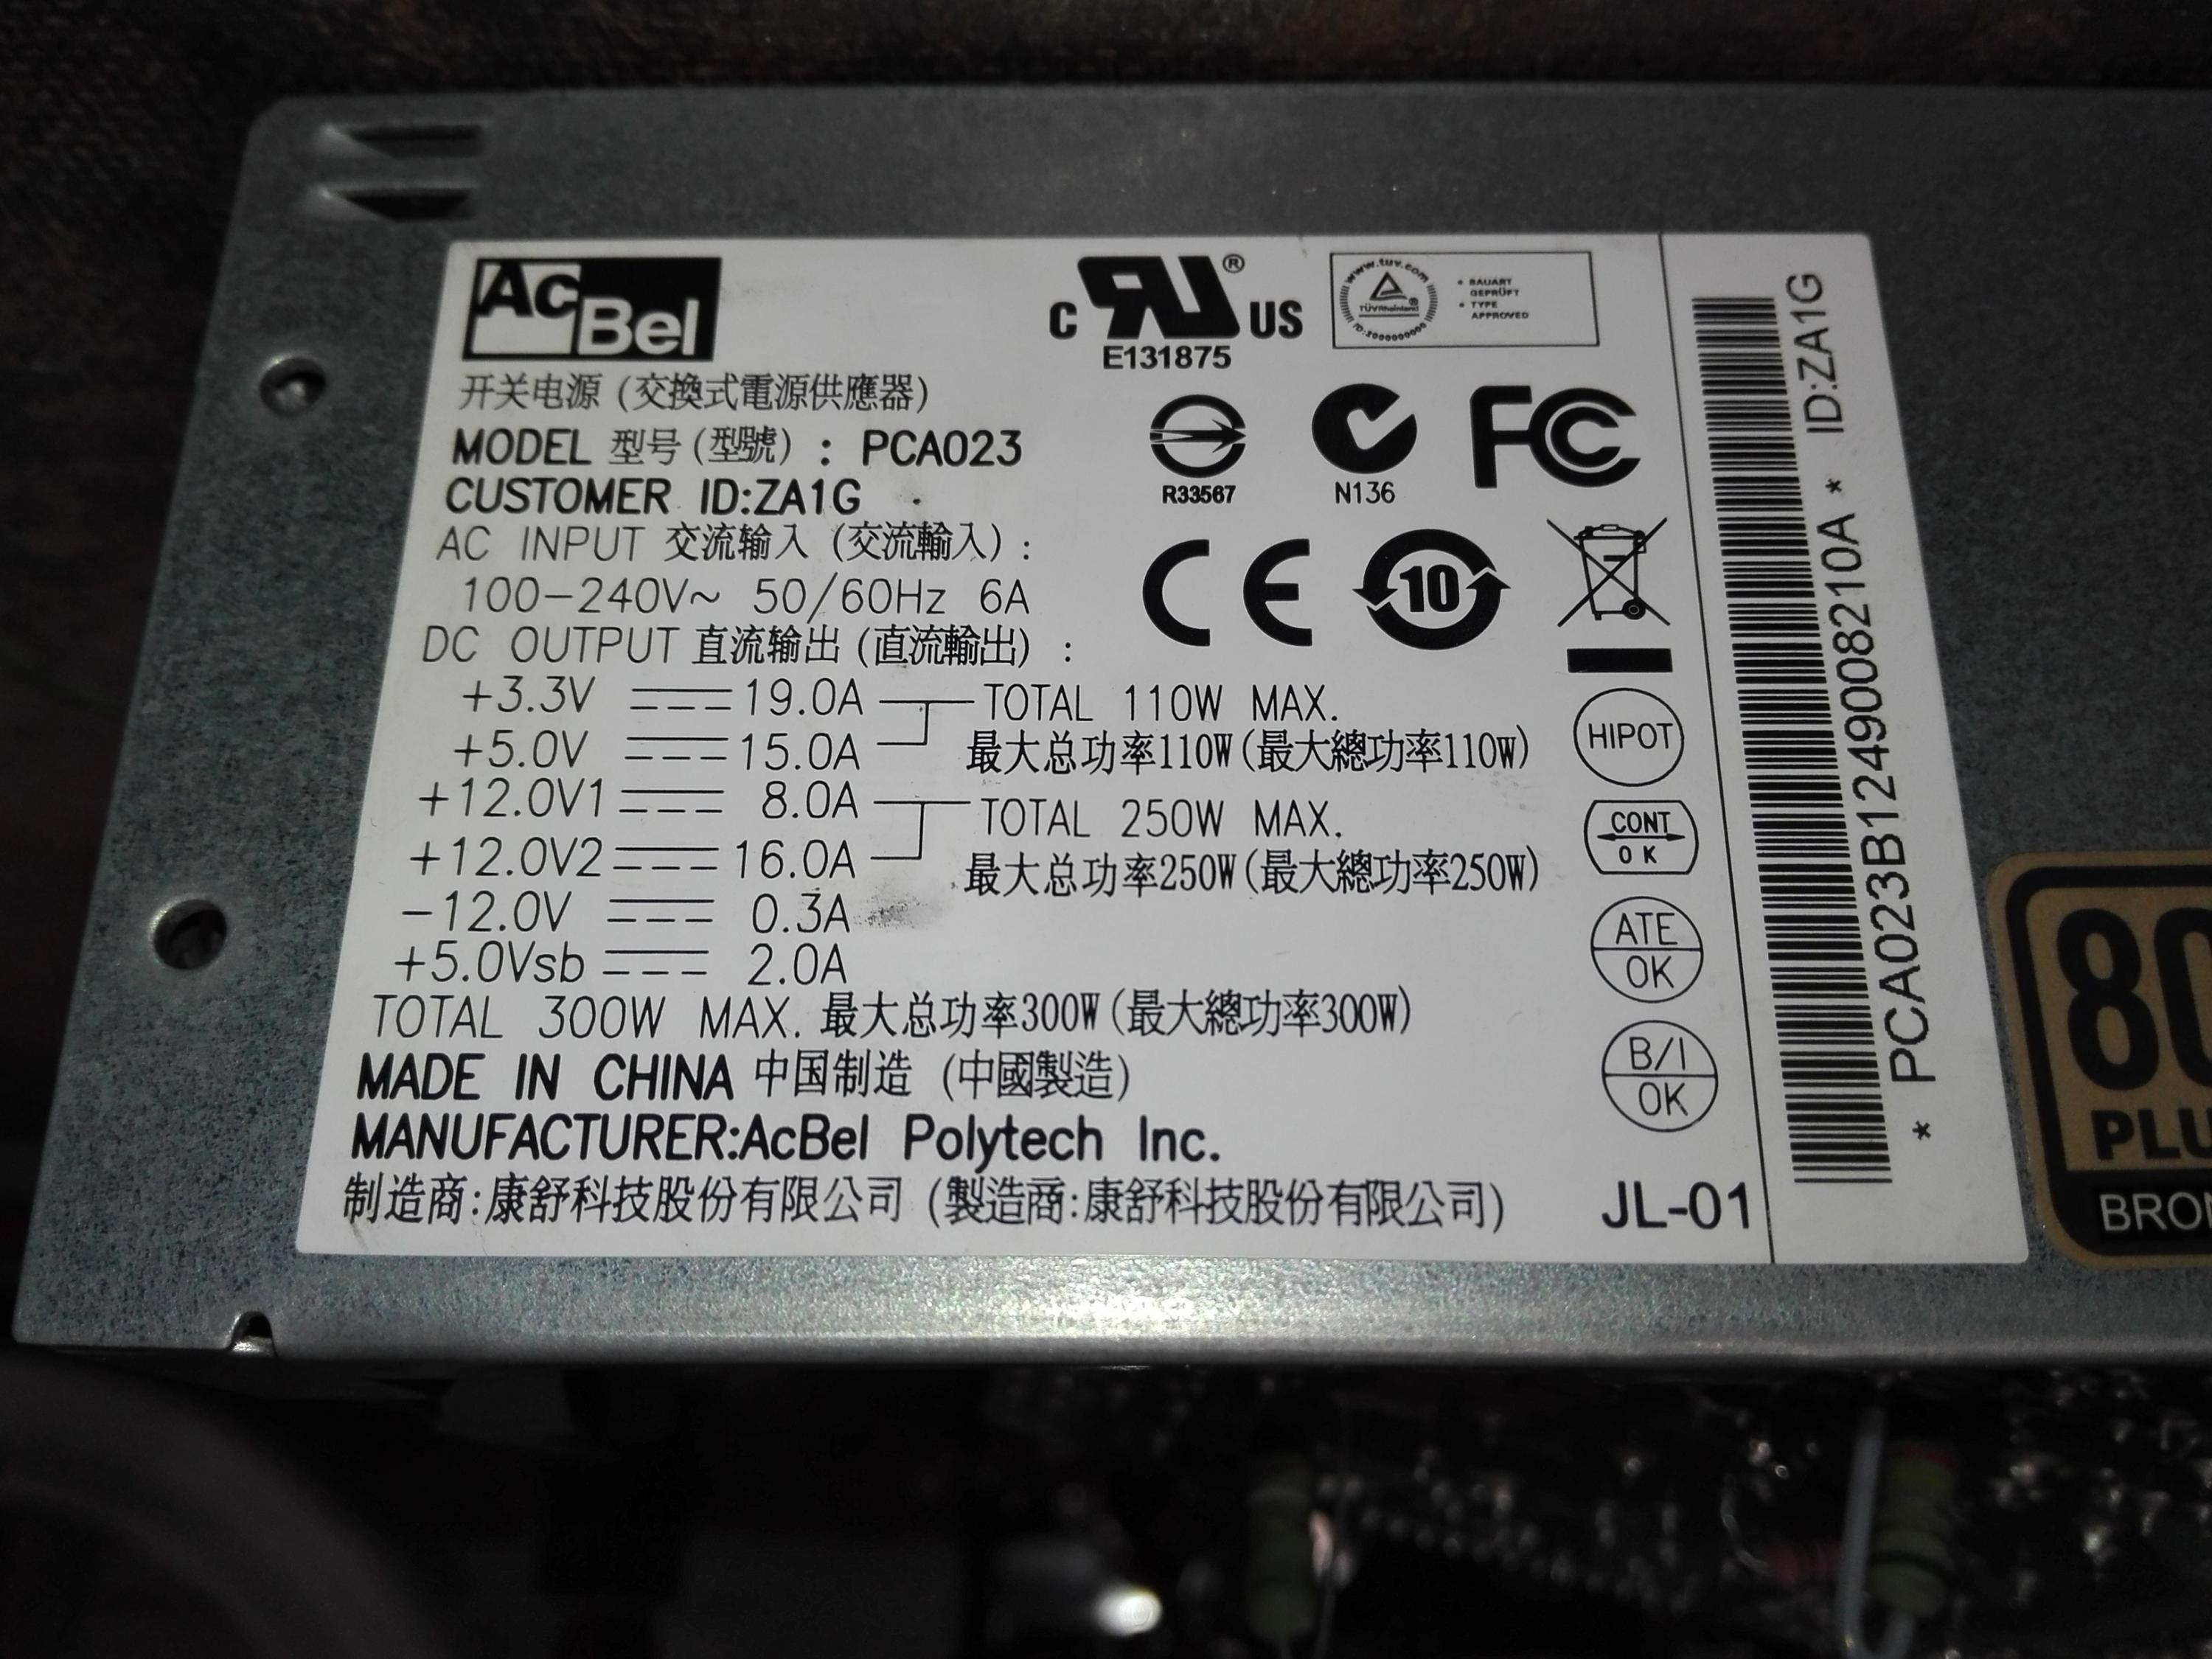 AcBel
开关电源 (交換式電源供應器)
MODEL 型号 (型號) : PCA023
CUSTOMER ID:ZA1G
AC INPUT 交流输入 (交流輸入) :
100-240V~ 50/60Hz 6A
DC OUTPUT 直流输出 (直流輸出) :
+3.3V 19.0A TOTAL 110W MAX.
+5.0V 15.0A 最大总功率110W (最大總功率110W)
+12.0V1 8.0A TOTAL 250W MAX.
+12.0V2 16.0A 最大总功率250W (最大總功率250W)
-12.0V 0.3A
+5.0Vsb 2.0A
TOTAL 300W MAX. 最大总功率300W (最大總功率300W)
MADE IN CHINA 中国制造 (中國製造)
MANUFACTURER:AcBel Polytech Inc.
制造商:康舒科技股份有限公司 (製造商:康舒科技股份有限公司)
C RU ® US
E131875
www.tuv.com
TÜVRheinland ®
• BAUART
GEPRÜFT
• TYPE
APPROVED
R33567
N136
FC
CE
10
HIPOT
CONT
OK
ATE
OK
B/I
OK
JL-01
* PCA023B1249008210A * ID:ZA1G
80
PLU
BRO